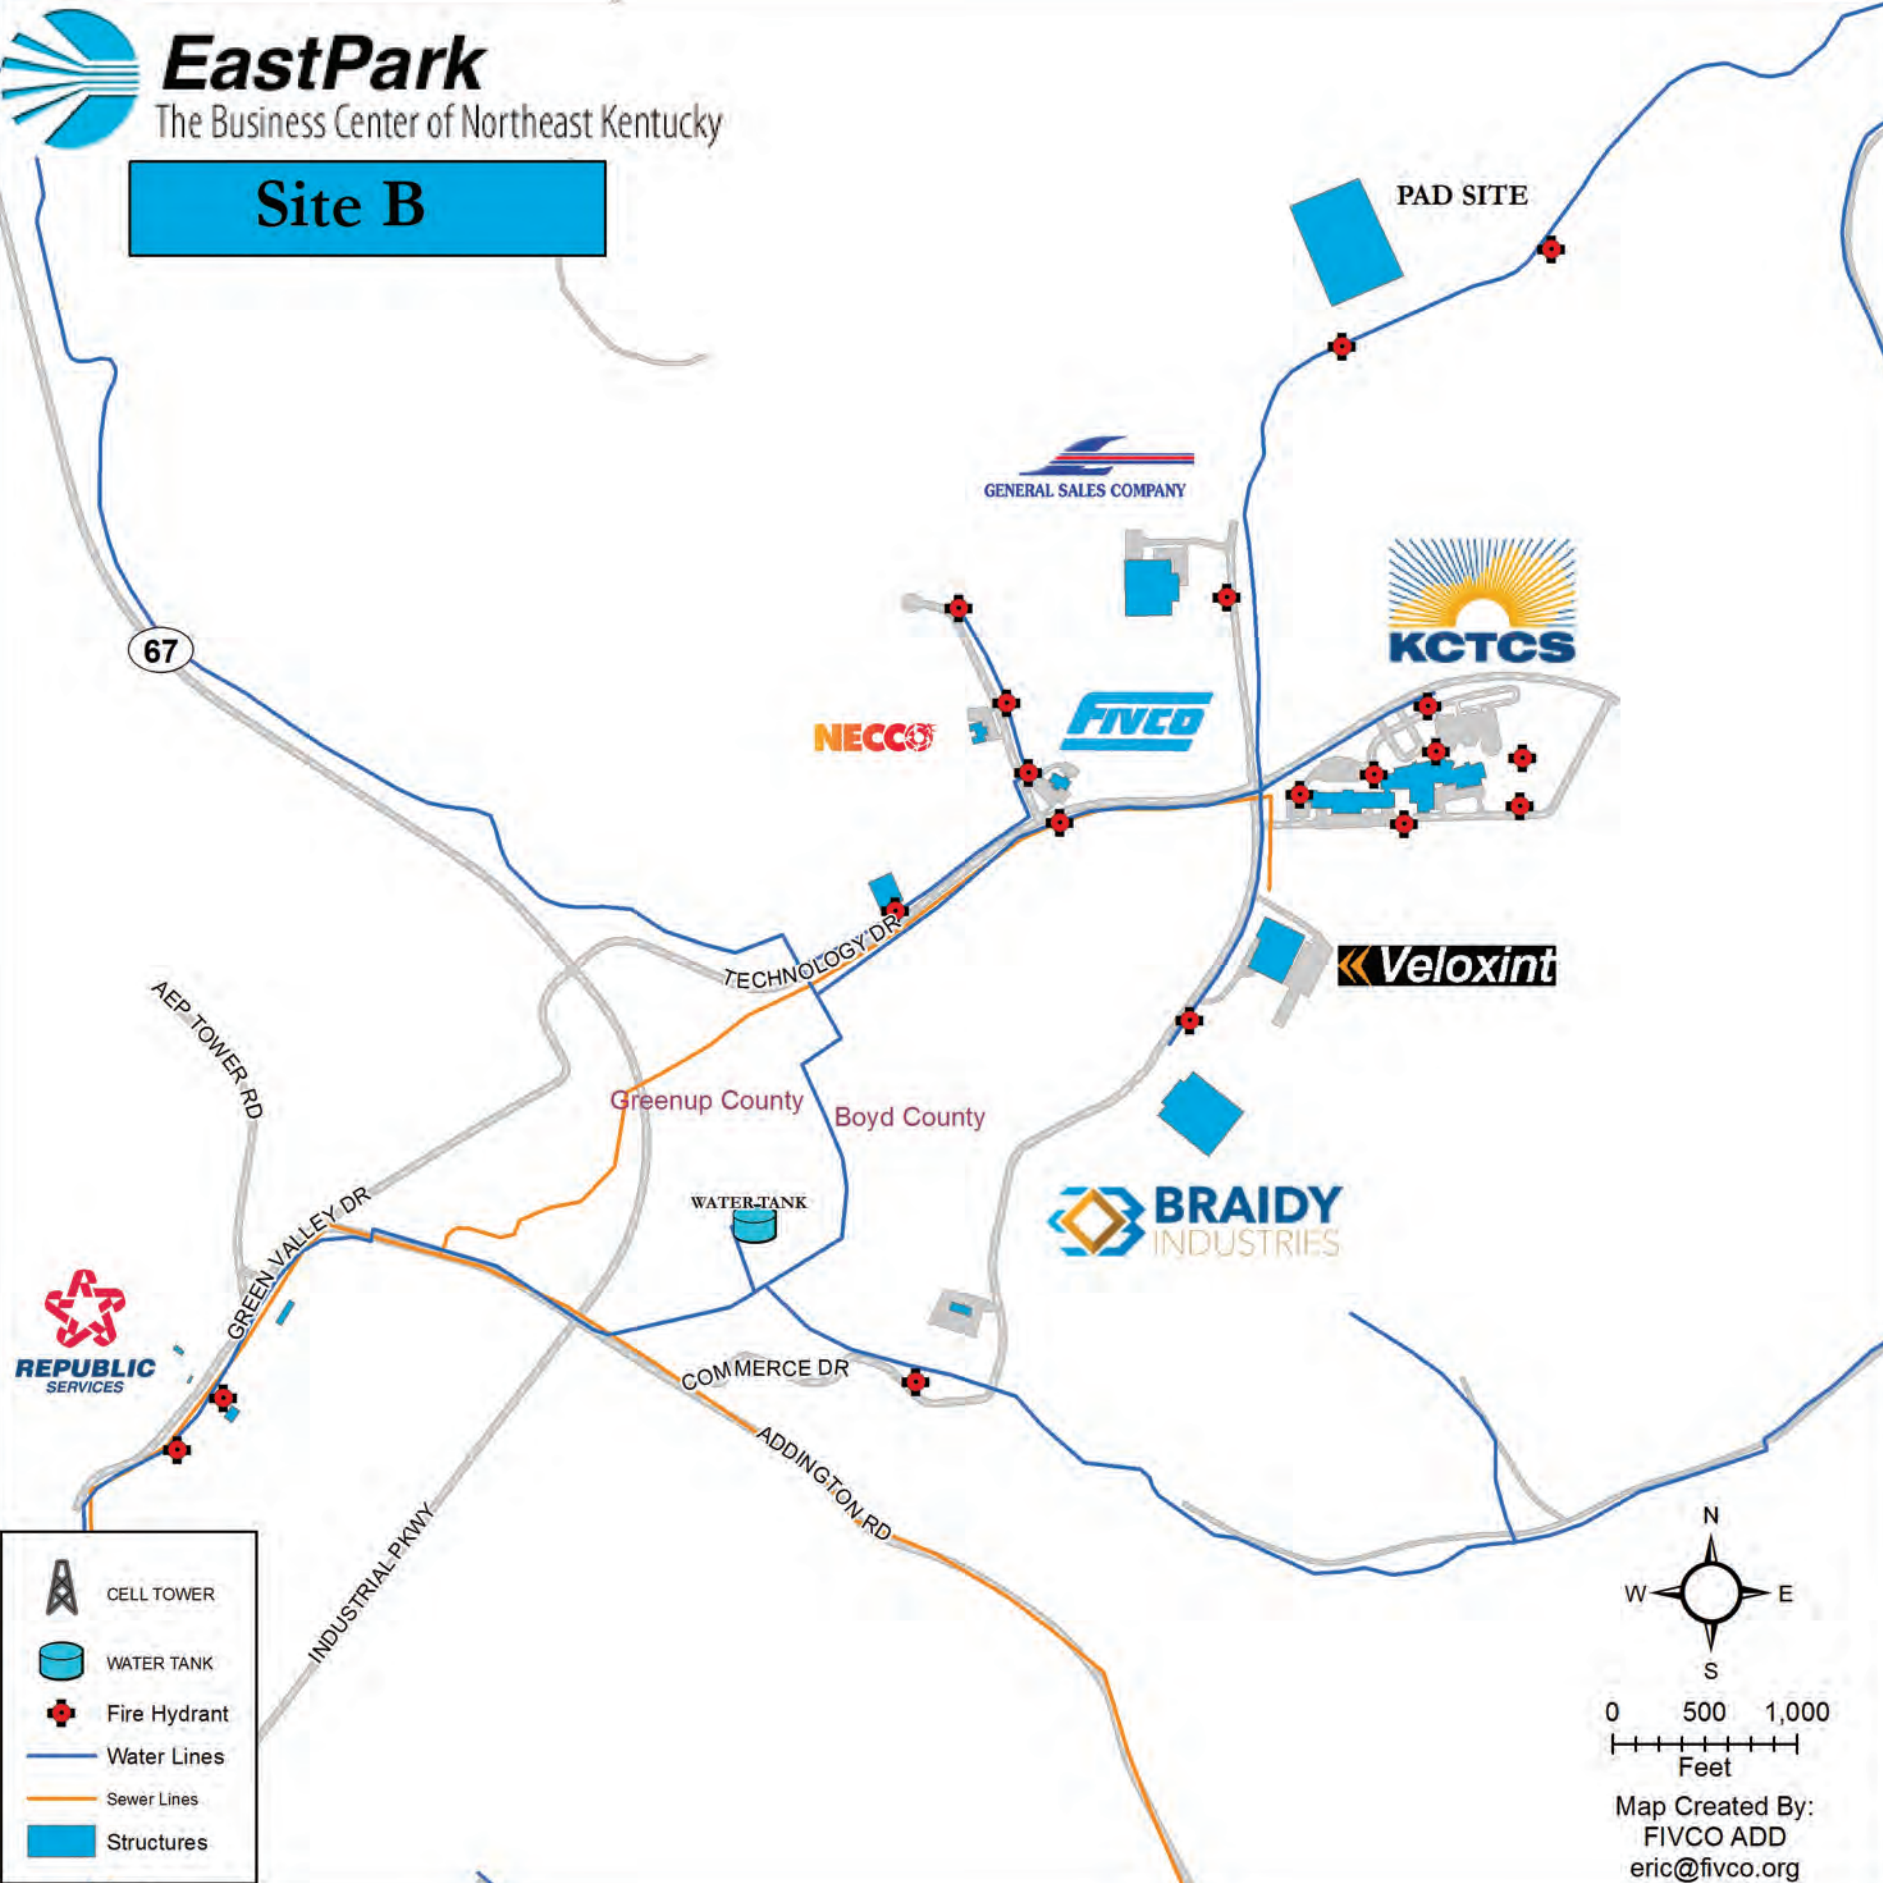 EastPark
The Business Center of Northeast Kentucky
Site B
PAD SITE
GENERAL SALES COMPANY
KCTCS
67
NECCO
FIVCO
TECHNOLOGY DR
Veloxint
AEP TOWER RD
Greenup County
Boyd County
WATER TANK
BRAIDY
INDUSTRIES
GREEN VALLEY DR
REPUBLIC
SERVICES
COMMERCE DR
ADDINGTON RD
INDUSTRIAL PKWY
CELL TOWER
WATER TANK
Fire Hydrant
Water Lines
Sewer Lines
Structures
N
W E
S
0 500 1,000
Feet
Map Created By:
FIVCO ADD
eric@fivco.org